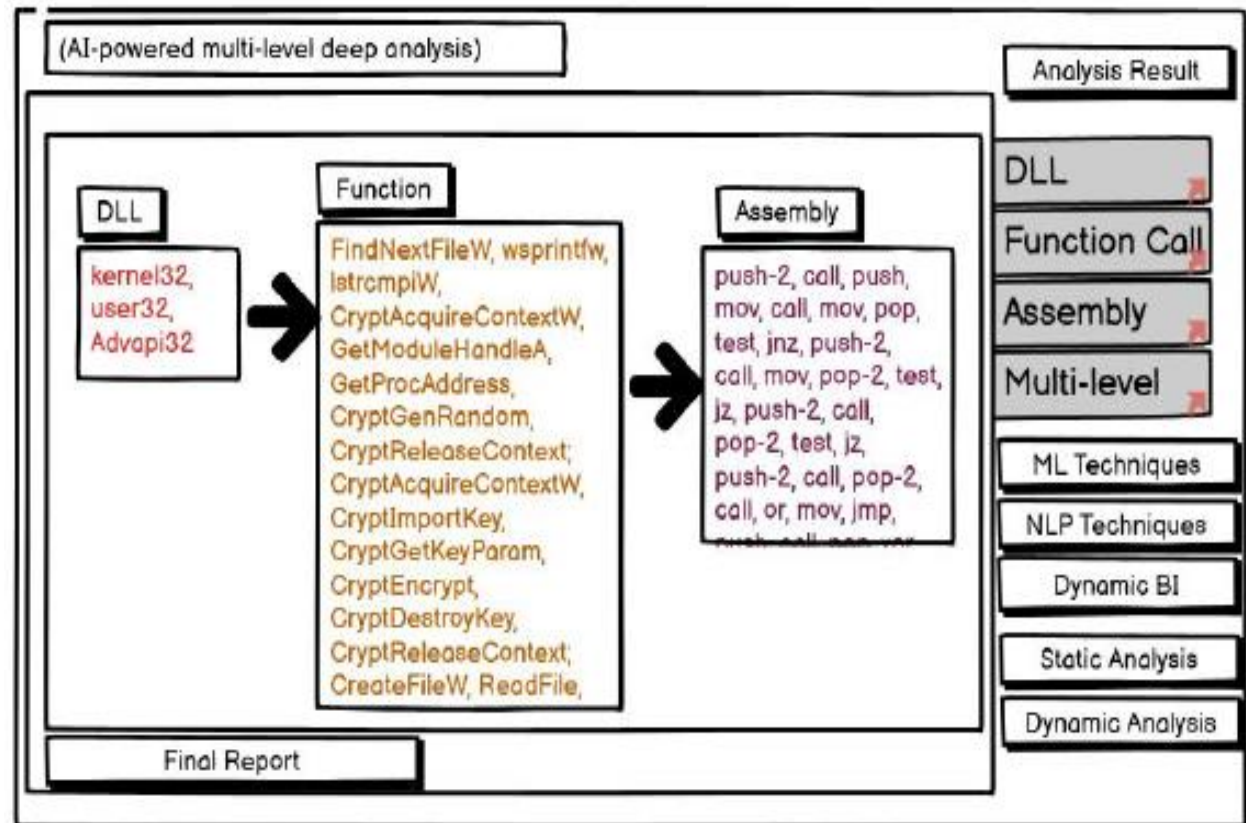 (AI-powered multi-level deep analysis)
Analysis Result
DLL
kernel32,
user32,
Advapi32
Function
FindNextFileW, wsprintfw,
lstrcmpiW,
CryptAcquireContextW,
GetModuleHandleA,
GetProcAddress,
CryptGenRandom,
CryptReleaseContext;
CryptAcquireContextW,
CryptImportKey,
CryptGetKeyParam,
CryptEncrypt,
CryptDestroyKey,
CryptReleaseContext;
CreateFileW, ReadFile,
Assembly
push-2, call, push,
mov, call, mov, pop,
test, jnz, push-2,
call, mov, pop-2, test,
jz, push-2, call,
pop-2, test, jz,
push-2, call, pop-2,
call, or, mov, jmp,
DLL
Function Call
Assembly
Multi-level
ML Techniques
NLP Techniques
Dynamic BI
Static Analysis
Dynamic Analysis
Final Report